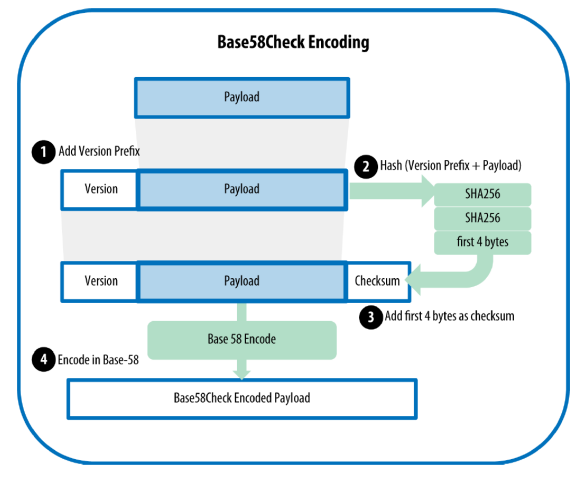 Base58Check Encoding
Payload
1 Add Version Prefix
2 Hash (Version Prefix + Payload)
Version
Payload
SHA256
SHA256
first 4 bytes
Version
Payload
Checksum
3 Add first 4 bytes as checksum
Base 58 Encode
4 Encode in Base-58
Base58Check Encoded Payload